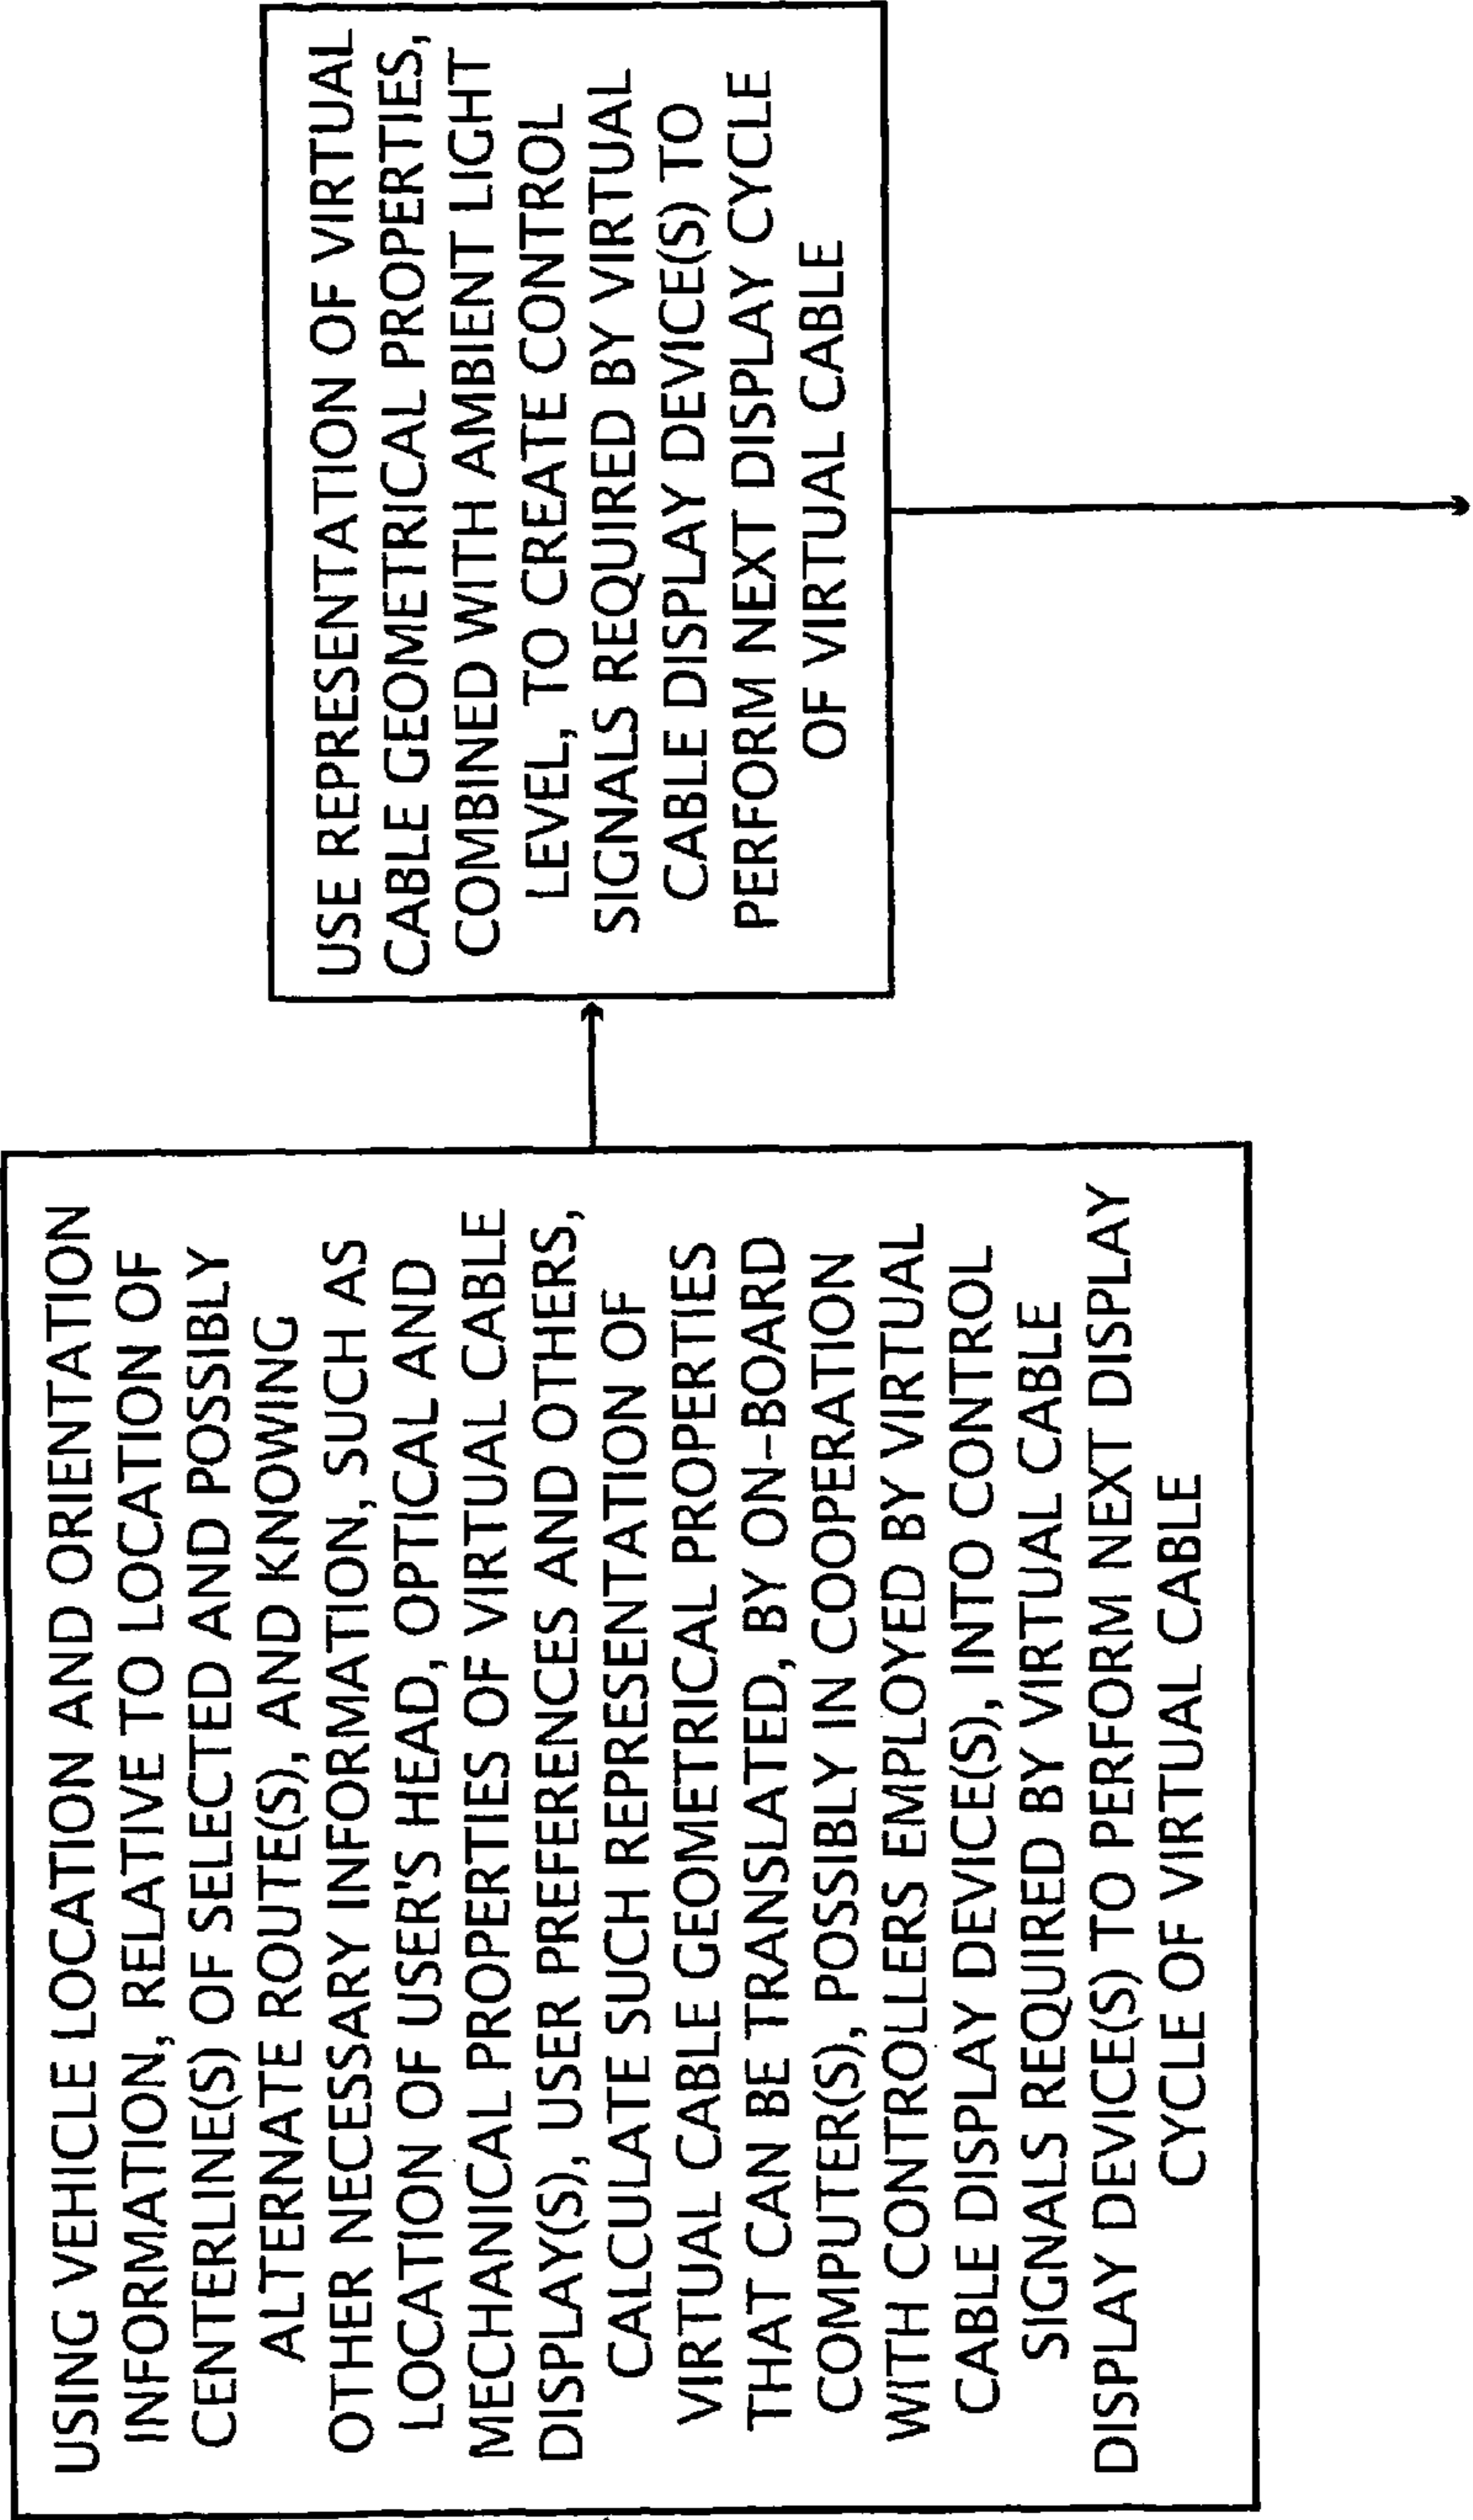 USING VEHICLE LOCATION AND ORIENTATION
INFORMATION, RELATIVE TO LOCATION OF
CENTERLINE(S) OF SELECTED AND POSSIBLY
ALTERNATE ROUTE(S), AND KNOWING
OTHER NECESSARY INFORMATION, SUCH AS
LOCATION OF USER'S HEAD, OPTICAL AND
MECHANICAL PROPERTIES OF VIRTUAL CABLE
DISPLAY(S), USER PREFERENCES AND OTHERS,
CALCULATE SUCH REPRESENTATION OF
VIRTUAL CABLE GEOMETRICAL PROPERTIES
THAT CAN BE TRANSLATED, BY ON-BOARD
COMPUTER(S), POSSIBLY IN COOPERATION
WITH CONTROLLERS EMPLOYED BY VIRTUAL
CABLE DISPLAY DEVICE(S), INTO CONTROL
SIGNALS REQUIRED BY VIRTUAL CABLE
DISPLAY DEVICE(S) TO PERFORM NEXT DISPLAY
CYCLE OF VIRTUAL CABLE
USE REPRESENTATION OF VIRTUAL
CABLE GEOMETRICAL PROPERTIES,
COMBINED WITH AMBIENT LIGHT
LEVEL, TO CREATE CONTROL
SIGNALS REQUIRED BY VIRTUAL
CABLE DISPLAY DEVICE(S) TO
PERFORM NEXT DISPLAY CYCLE
OF VIRTUAL CABLE